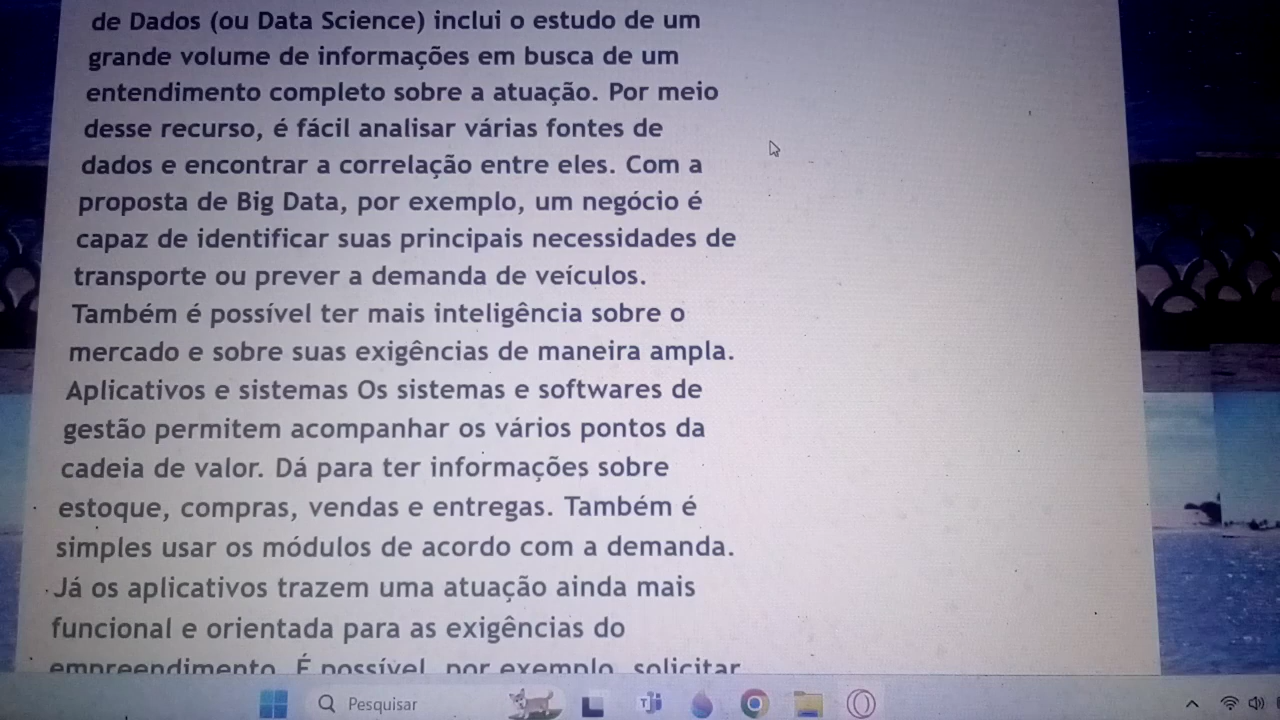 de Dados (ou Data Science) inclui o estudo de um
grande volume de informações em busca de um
entendimento completo sobre a atuação. Por meio
desse recurso, é fácil analisar várias fontes de
dados e encontrar a correlação entre eles. Com a
proposta de Big Data, por exemplo, um negócio é
capaz de identificar suas principais necessidades de
transporte ou prever a demanda de veículos.
Também é possível ter mais inteligência sobre o
mercado e sobre suas exigências de maneira ampla.
Aplicativos e sistemas Os sistemas e softwares de
gestão permitem acompanhar os vários pontos da
cadeia de valor. Dá para ter informações sobre
estoque, compras, vendas e entregas. Também é
simples usar os módulos de acordo com a demanda.
Já os aplicativos trazem uma atuação ainda mais
funcional e orientada para as exigências do
empreendimento. É possível, por exemplo, solicitar
Pesquisar